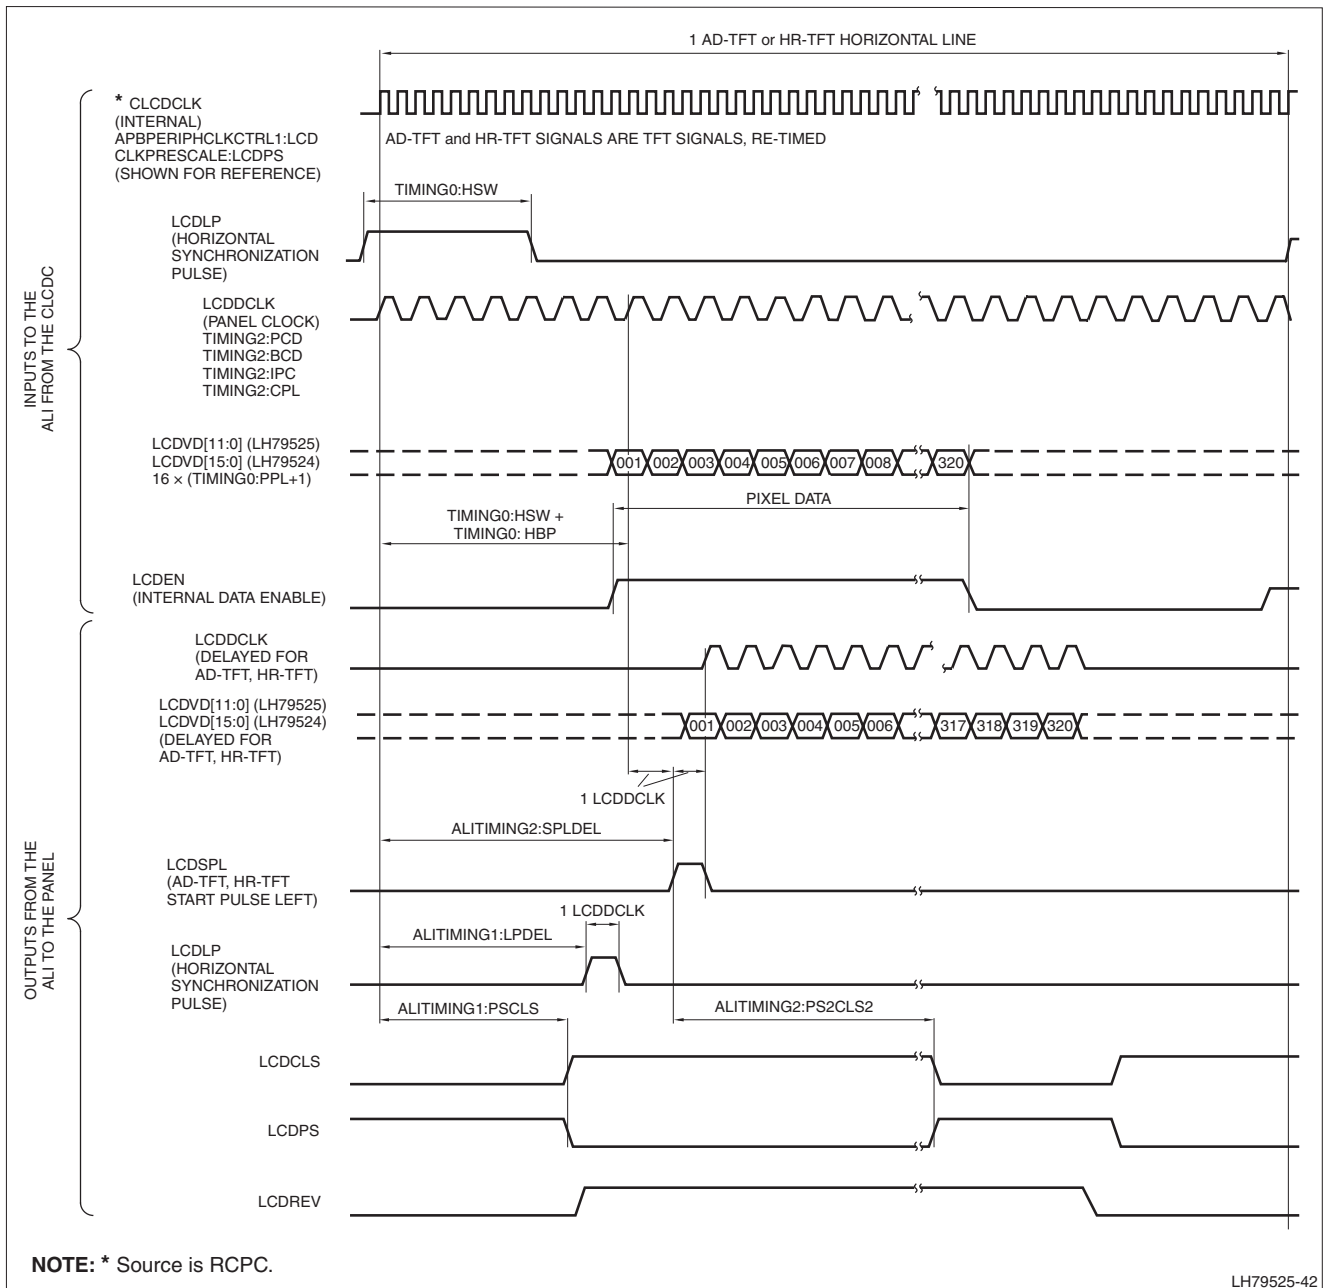 1 AD-TFT or HR-TFT HORIZONTAL LINE
* CLCDCLK
(INTERNAL)
APBPERIPHCLKCTRL1:LCD
CLKPRESCALE:LCDPS
(SHOWN FOR REFERENCE)
AD-TFT and HR-TFT SIGNALS ARE TFT SIGNALS, RE-TIMED
TIMING0:HSW
LCDLP
(HORIZONTAL
SYNCHRONIZATION
PULSE)
INPUTS TO THE
ALI FROM THE CLCDC
LCDDCLK
(PANEL CLOCK)
TIMING2:PCD
TIMING2:BCD
TIMING2:IPC
TIMING2:CPL
LCDVD[11:0] (LH79525)
LCDVD[15:0] (LH79524)
16 × (TIMING0:PPL+1)
001 002 003 004 005 006 007 008 320
PIXEL DATA
TIMING0:HSW +
TIMING0: HBP
LCDEN
(INTERNAL DATA ENABLE)
LCDDCLK
(DELAYED FOR
AD-TFT, HR-TFT)
LCDVD[11:0] (LH79525)
LCDVD[15:0] (LH79524)
(DELAYED FOR
AD-TFT, HR-TFT)
001 002 003 004 005 006 317 318 319 320
1 LCDDCLK
ALITIMING2:SPLDEL
OUTPUTS FROM THE
ALI TO THE PANEL
LCDSPL
(AD-TFT, HR-TFT
START PULSE LEFT)
1 LCDDCLK
ALITIMING1:LPDEL
LCDLP
(HORIZONTAL
SYNCHRONIZATION
PULSE)
ALITIMING1:PSCLS
ALITIMING2:PS2CLS2
LCDCLS
LCDPS
LCDREV
NOTE: * Source is RCPC.
LH79525-42